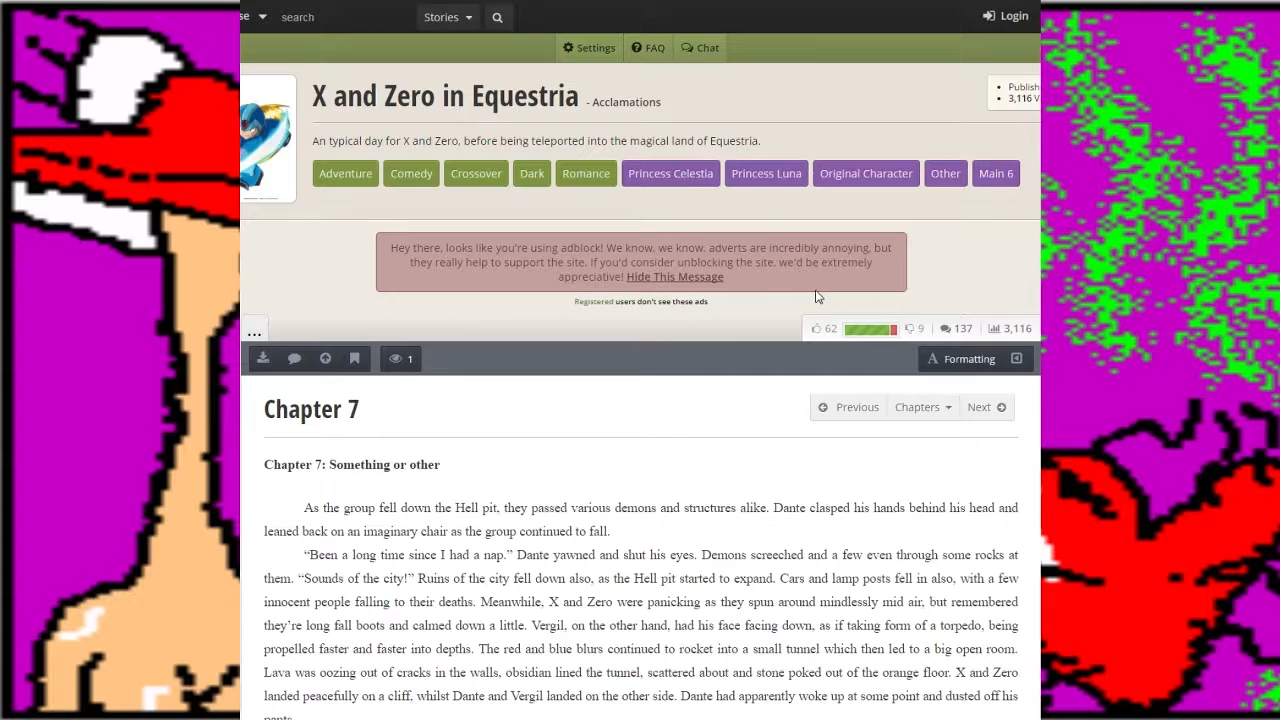 se search Stories Login
Settings FAQ Chat
X and Zero in Equestria - Acclamations
Publish
3,116 V
An typical day for X and Zero, before being teleported into the magical land of Equestria.
Adventure Comedy Crossover Dark Romance Princess Celestia Princess Luna Original Character Other Main 6
Hey there, looks like you're using adblock! We know, we know, adverts are incredibly annoying, but
they really help to support the site. If you'd consider unblocking the site, we'd be extremely
appreciative! Hide This Message
Registered users don't see these ads
... 62 9 137 3,116
1 A Formatting
Chapter 7 Previous Chapters Next
Chapter 7: Something or other
As the group fell down the Hell pit, they passed various demons and structures alike. Dante clasped his hands behind his head and
leaned back on an imaginary chair as the group continued to fall.
“Been a long time since I had a nap.” Dante yawned and shut his eyes. Demons screeched and a few even through some rocks at
them. “Sounds of the city!” Ruins of the city fell down also, as the Hell pit started to expand. Cars and lamp posts fell in also, with a few
innocent people falling to their deaths. Meanwhile, X and Zero were panicking as they spun around mindlessly mid air, but remembered
they’re long fall boots and calmed down a little. Vergil, on the other hand, had his face facing down, as if taking form of a torpedo, being
propelled faster and faster into depths. The red and blue blurs continued to rocket into a small tunnel which then led to a big open room.
Lava was oozing out of cracks in the walls, obsidian lined the tunnel, scattered about and stone poked out of the orange floor. X and Zero
landed peacefully on a cliff, whilst Dante and Vergil landed on the other side. Dante had apparently woke up at some point and dusted off his
pants.